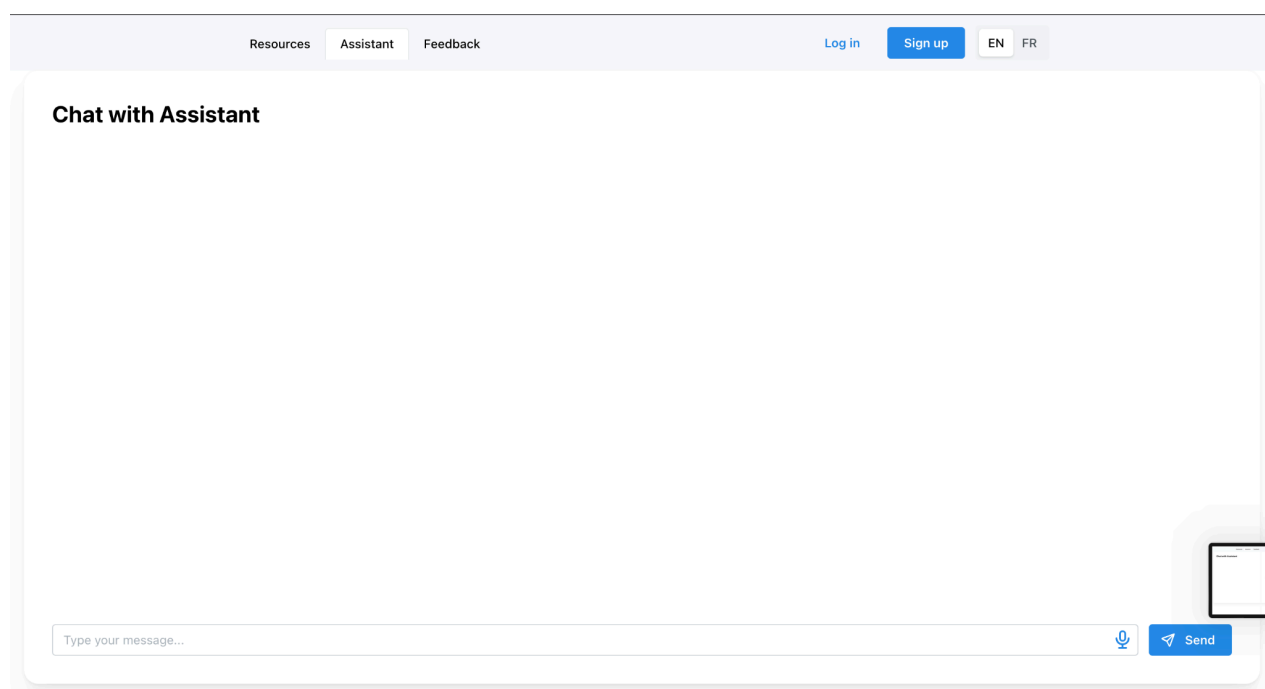 Resources Assistant Feedback Log in Sign up EN FR
Chat with Assistant
Type your message...
Send